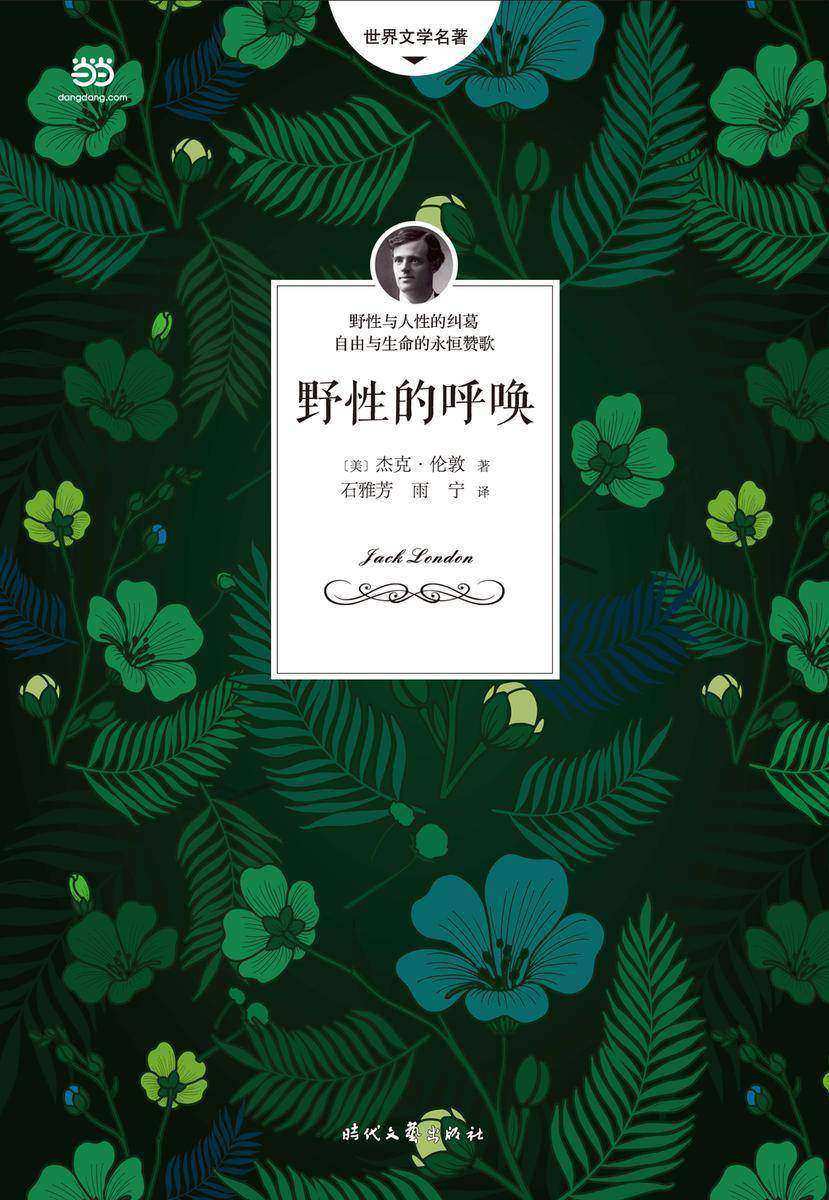 世界文学名著
dangdang.com
野性与人性的纠葛
自由与生命的永恒赞歌
野性的呼唤
〔美〕杰克·伦敦 著
石雅芳 雨 宁 译
Jack London
时代文艺出版社